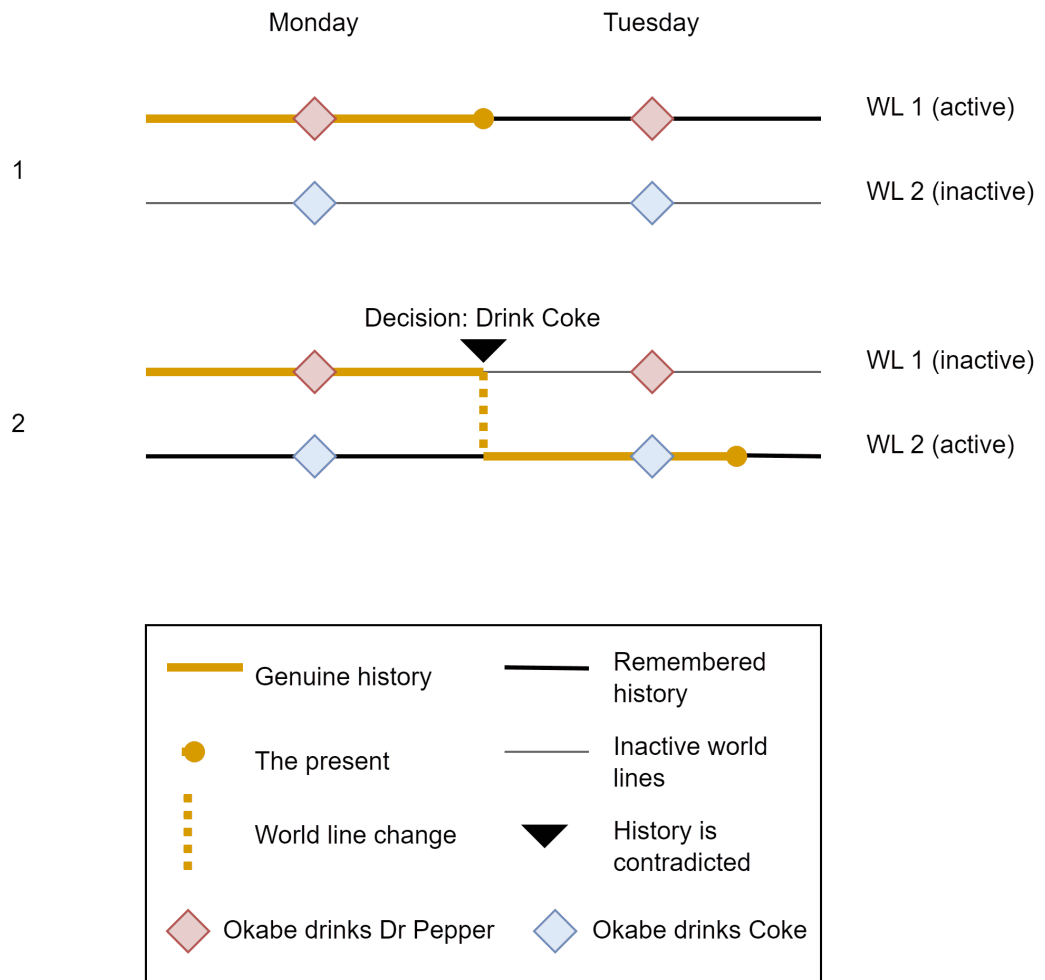 Monday
Tuesday
WL 1 (active)
1
WL 2 (inactive)
Decision: Drink Coke
WL 1 (inactive)
2
WL 2 (active)
Genuine history
Remembered
history
The present
Inactive world
lines
World line change
History is
contradicted
Okabe drinks Dr Pepper
Okabe drinks Coke